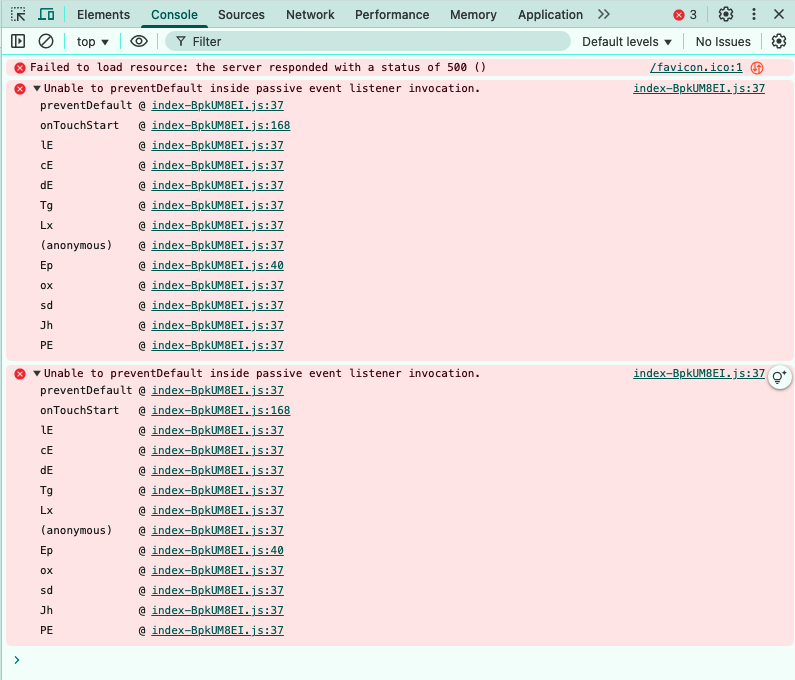 Elements Console Sources Network Performance Memory Application 3
top Filter Default levels No Issues
Failed to load resource: the server responded with a status of 500 () /favicon.ico:1
Unable to preventDefault inside passive event listener invocation. index-BpkUM8EI.js:37
preventDefault @ index-BpkUM8EI.js:37
onTouchStart @ index-BpkUM8EI.js:168
lE @ index-BpkUM8EI.js:37
cE @ index-BpkUM8EI.js:37
dE @ index-BpkUM8EI.js:37
Tg @ index-BpkUM8EI.js:37
Lx @ index-BpkUM8EI.js:37
(anonymous) @ index-BpkUM8EI.js:37
Ep @ index-BpkUM8EI.js:40
ox @ index-BpkUM8EI.js:37
sd @ index-BpkUM8EI.js:37
Jh @ index-BpkUM8EI.js:37
PE @ index-BpkUM8EI.js:37
Unable to preventDefault inside passive event listener invocation. index-BpkUM8EI.js:37
preventDefault @ index-BpkUM8EI.js:37
onTouchStart @ index-BpkUM8EI.js:168
lE @ index-BpkUM8EI.js:37
cE @ index-BpkUM8EI.js:37
dE @ index-BpkUM8EI.js:37
Tg @ index-BpkUM8EI.js:37
Lx @ index-BpkUM8EI.js:37
(anonymous) @ index-BpkUM8EI.js:37
Ep @ index-BpkUM8EI.js:40
ox @ index-BpkUM8EI.js:37
sd @ index-BpkUM8EI.js:37
Jh @ index-BpkUM8EI.js:37
PE @ index-BpkUM8EI.js:37